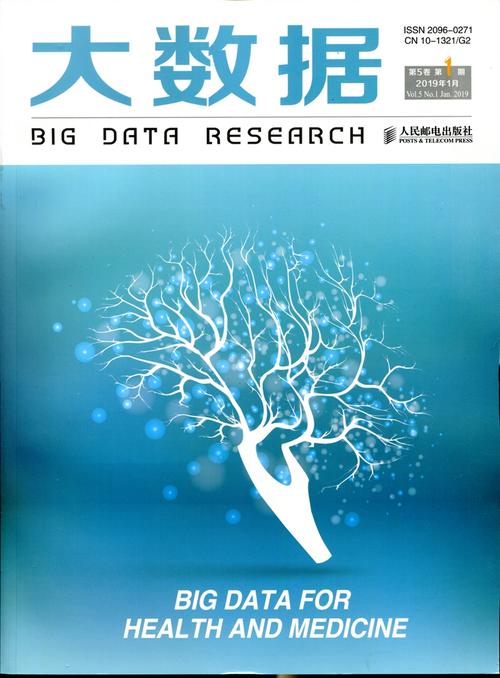 ISSN 2096-0271
CN 10-1321/G2
大数据
第5卷 第1期
2019年1月
Vol.5 No.1 Jan. 2019
BIG DATA RESEARCH
人民邮电出版社
POSTS & TELECOM PRESS
BIG DATA FOR
HEALTH AND MEDICINE